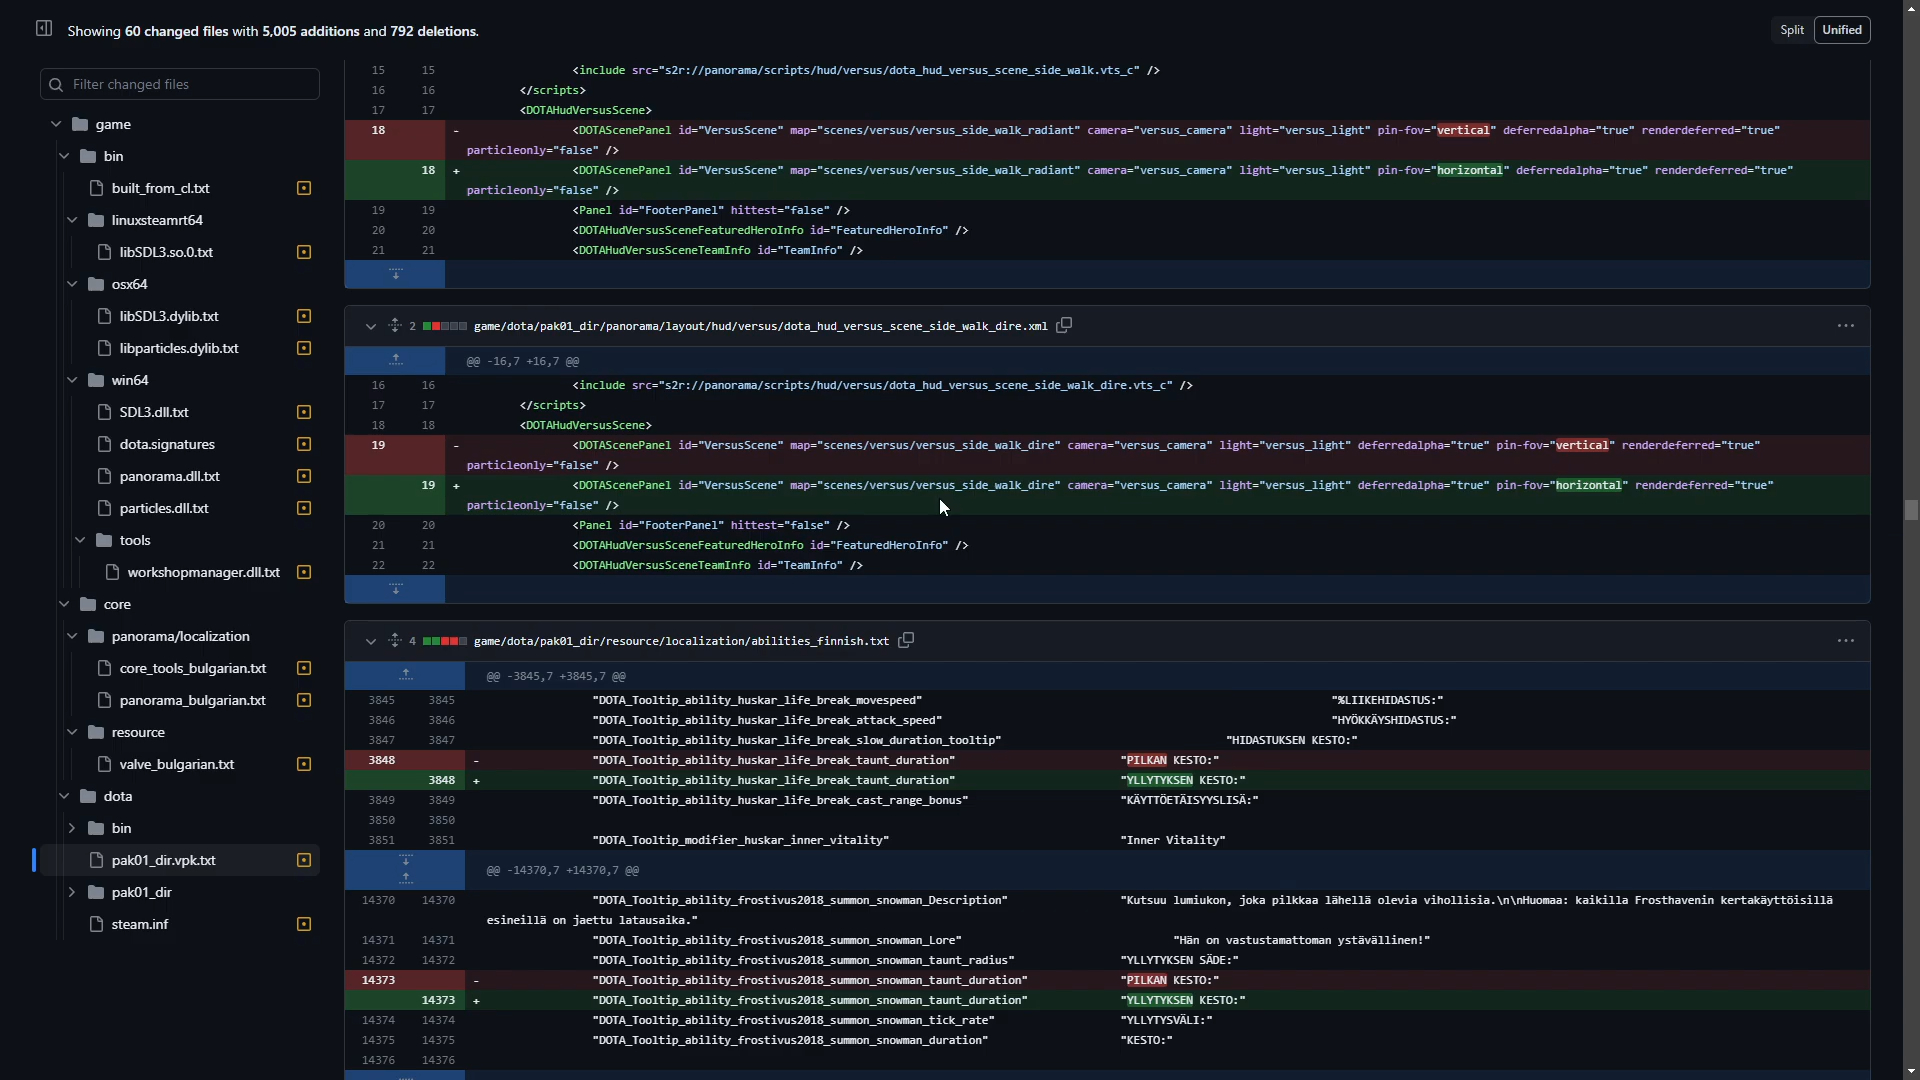 Showing 60 changed files with 5,005 additions and 792 deletions.
Split Unified
Filter changed files
game
bin
built_from_cl.txt
linuxsteamrt64
libSDL3.so.0.txt
osx64
libSDL3.dylib.txt
libparticles.dylib.txt
win64
SDL3.dll.txt
dota.signatures
panorama.dll.txt
particles.dll.txt
tools
workshopmanager.dll.txt
core
panorama/localization
core_tools_bulgarian.txt
panorama_bulgarian.txt
resource
valve_bulgarian.txt
dota
bin
pak01_dir.vpk.txt
pak01_dir
steam.inf
15 15 <include src="s2r://panorama/scripts/hud/versus/dota_hud_versus_scene_side_walk.vts_c" />
16 16 </scripts>
17 17 <DOTAHudVersusScene>
18 - <DOTAScenePanel id="VersusScene" map="scenes/versus/versus_side_walk_radiant" camera="versus_camera" light="versus_light" pin-fov="vertical" deferredalpha="true" renderdeferred="true"
particleonly="false" />
18 + <DOTAScenePanel id="VersusScene" map="scenes/versus/versus_side_walk_radiant" camera="versus_camera" light="versus_light" pin-fov="horizontal" deferredalpha="true" renderdeferred="true"
particleonly="false" />
19 19 <Panel id="FooterPanel" hittest="false" />
20 20 <DOTAHudVersusSceneFeaturedHeroInfo id="FeaturedHeroInfo" />
21 21 <DOTAHudVersusSceneTeamInfo id="TeamInfo" />
2 game/dota/pak01_dir/panorama/layout/hud/versus/dota_hud_versus_scene_side_walk_dire.xml
@@ -16,7 +16,7 @@
16 16 <include src="s2r://panorama/scripts/hud/versus/dota_hud_versus_scene_side_walk_dire.vts_c" />
17 17 </scripts>
18 18 <DOTAHudVersusScene>
19 - <DOTAScenePanel id="VersusScene" map="scenes/versus/versus_side_walk_dire" camera="versus_camera" light="versus_light" deferredalpha="true" pin-fov="vertical" renderdeferred="true"
particleonly="false" />
19 + <DOTAScenePanel id="VersusScene" map="scenes/versus/versus_side_walk_dire" camera="versus_camera" light="versus_light" deferredalpha="true" pin-fov="horizontal" renderdeferred="true"
particleonly="false" />
20 20 <Panel id="FooterPanel" hittest="false" />
21 21 <DOTAHudVersusSceneFeaturedHeroInfo id="FeaturedHeroInfo" />
22 22 <DOTAHudVersusSceneTeamInfo id="TeamInfo" />
4 game/dota/pak01_dir/resource/localization/abilities_finnish.txt
@@ -3845,7 +3845,7 @@
3845 3845 "DOTA_Tooltip_ability_huskar_life_break_movespeed" "%LIIKEHIDASTUS:"
3846 3846 "DOTA_Tooltip_ability_huskar_life_break_attack_speed" "HYÖKKÄYSHIDASTUS:"
3847 3847 "DOTA_Tooltip_ability_huskar_life_break_slow_duration_tooltip" "HIDASTUKSEN KESTO:"
3848 - "DOTA_Tooltip_ability_huskar_life_break_taunt_duration" "PILKAN KESTO:"
3848 + "DOTA_Tooltip_ability_huskar_life_break_taunt_duration" "YLLYTYKSEN KESTO:"
3849 3849 "DOTA_Tooltip_ability_huskar_life_break_cast_range_bonus" "KÄYTTÖETÄISYYSLISÄ:"
3850 3850
3851 3851 "DOTA_Tooltip_modifier_huskar_inner_vitality" "Inner Vitality"
@@ -14370,7 +14370,7 @@
14370 14370 "DOTA_Tooltip_ability_frostivus2018_summon_snowman_Description" "Kutsuu lumiukon, joka pilkkaa lähellä olevia vihollisia.\n\nHuomaa: kaikilla Frosthavenin kertakäyttöisillä
esineillä on jaettu latausaika."
14371 14371 "DOTA_Tooltip_ability_frostivus2018_summon_snowman_Lore" "Hän on vastustamattoman ystävällinen!"
14372 14372 "DOTA_Tooltip_ability_frostivus2018_summon_snowman_taunt_radius" "YLLYTYKSEN SÄDE:"
14373 - "DOTA_Tooltip_ability_frostivus2018_summon_snowman_taunt_duration" "PILKAN KESTO:"
14373 + "DOTA_Tooltip_ability_frostivus2018_summon_snowman_taunt_duration" "YLLYTYKSEN KESTO:"
14374 14374 "DOTA_Tooltip_ability_frostivus2018_summon_snowman_tick_rate" "YLLYTYSVÄLI:"
14375 14375 "DOTA_Tooltip_ability_frostivus2018_summon_snowman_duration" "KESTO:"
14376 14376